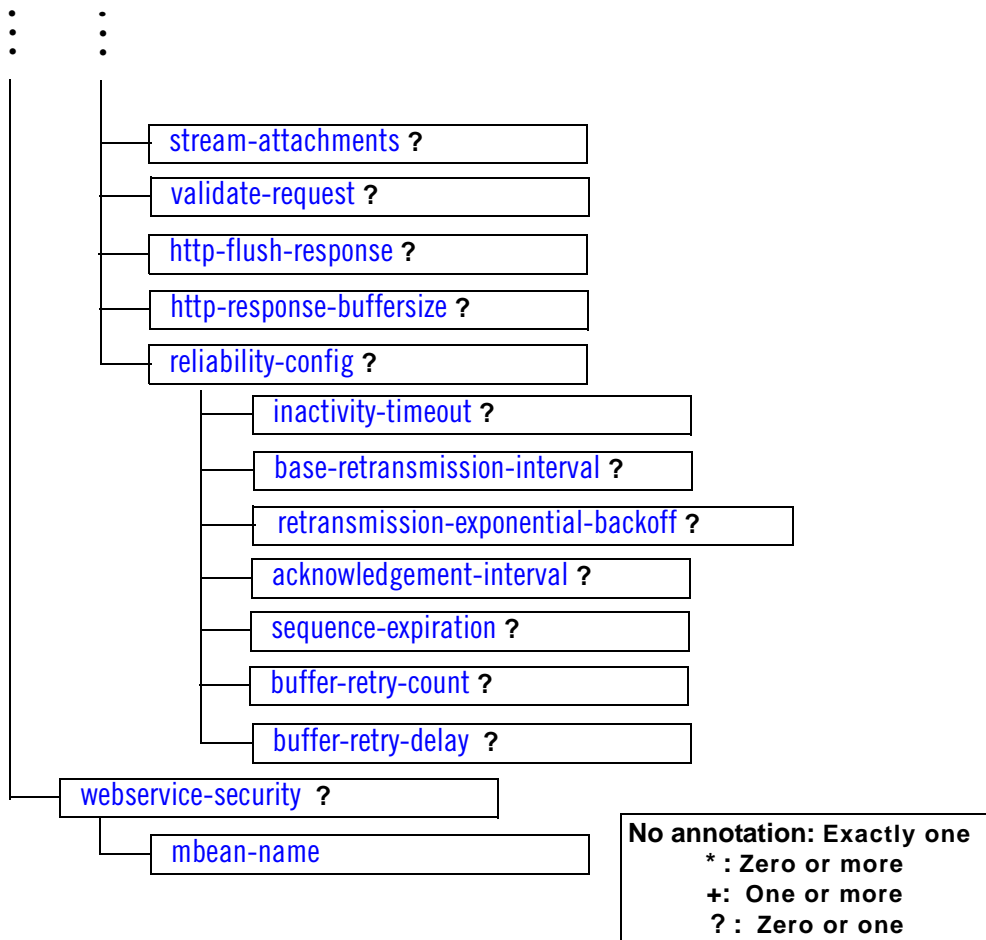 stream-attachments ?
validate-request ?
http-flush-response ?
http-response-buffersize ?
reliability-config ?
inactivity-timeout ?
base-retransmission-interval ?
retransmission-exponential-backoff ?
acknowledgement-interval ?
sequence-expiration ?
buffer-retry-count ?
buffer-retry-delay ?
webservice-security ?
mbean-name
No annotation: Exactly one
* : Zero or more
+: One or more
? : Zero or one